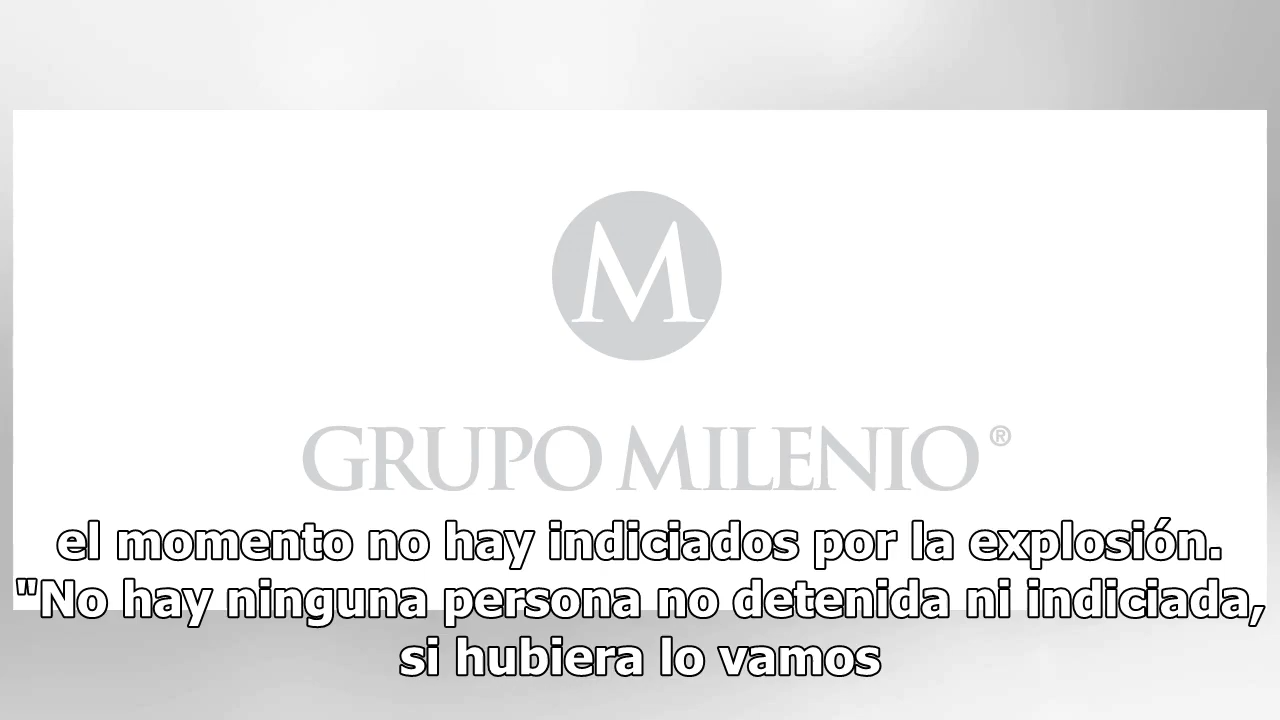 M
GRUPO MILENIO®
el momento no hay indiciados por la explosión.
"No hay ninguna persona no detenida ni indiciada,
si hubiera lo vamos